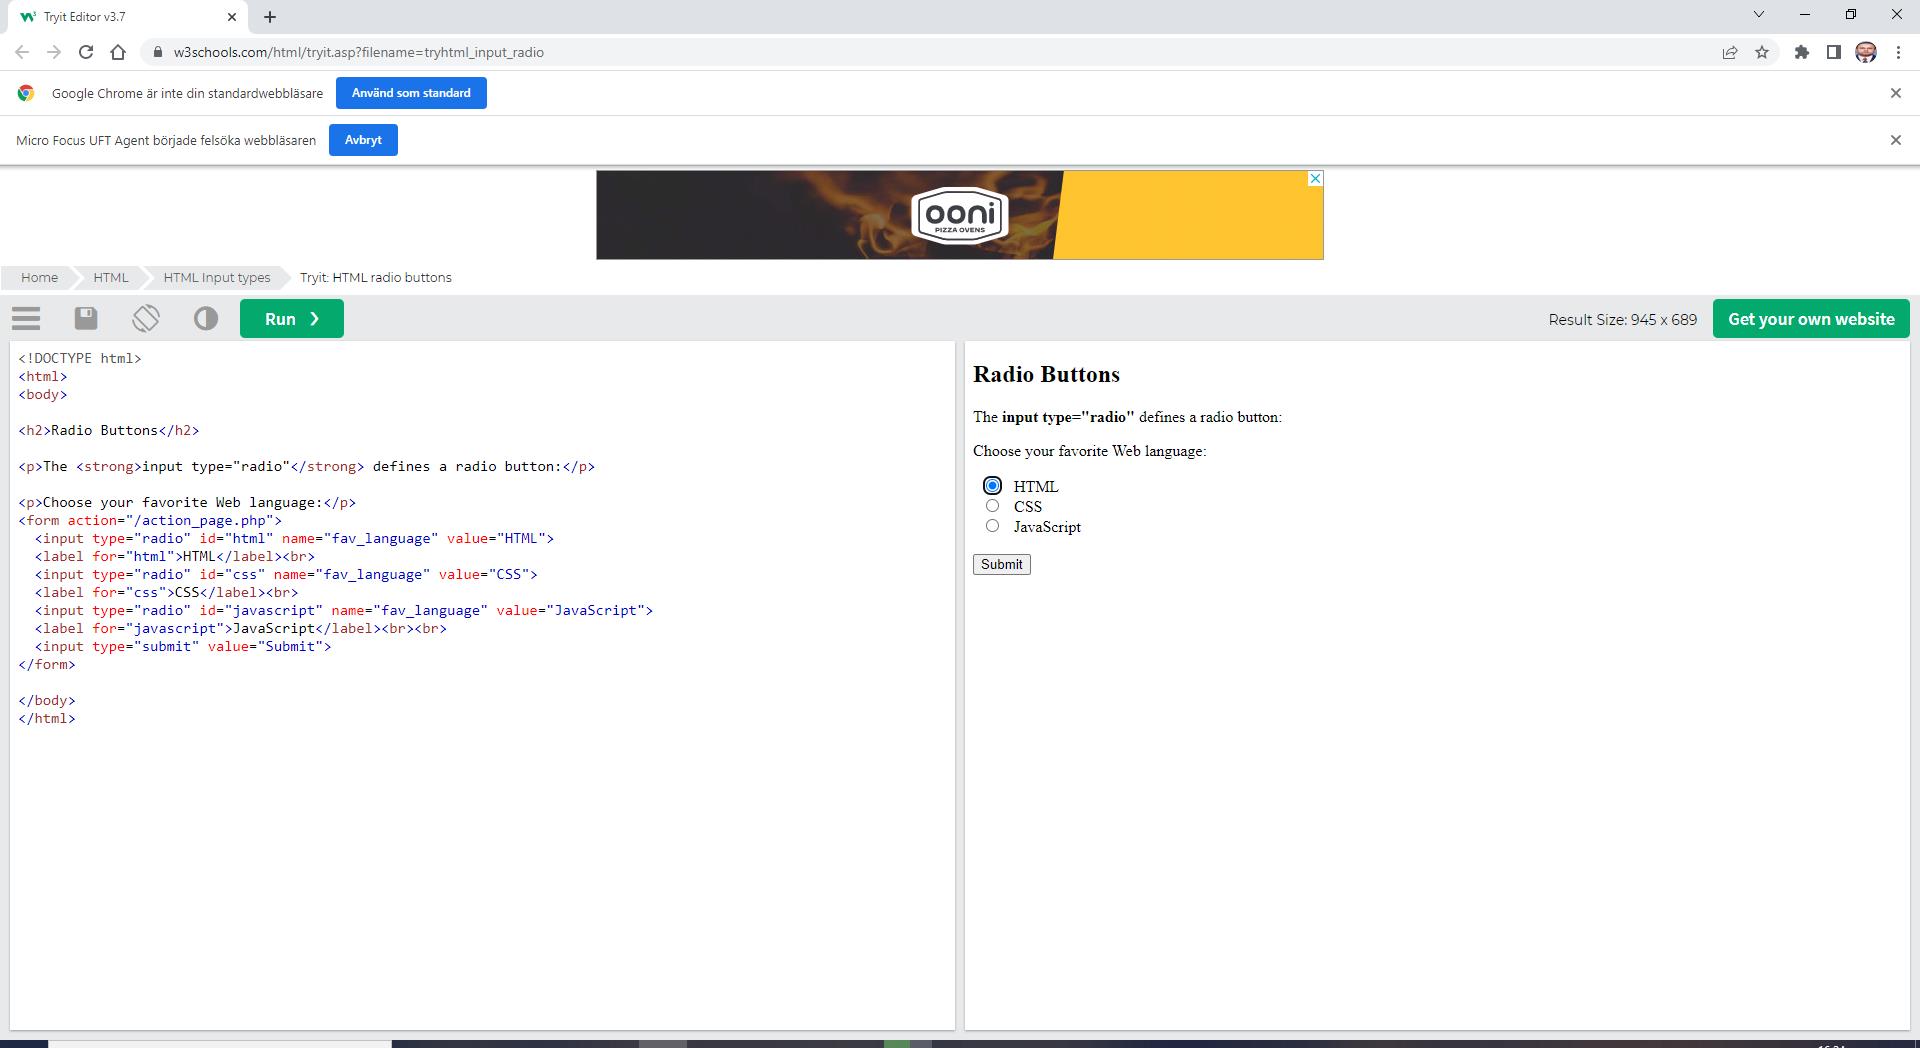 Tryit Editor v3.7
w3schools.com/html/tryit.asp?filename=tryhtml_input_radio
Google Chrome är inte din standardwebbläsare
Använd som standard
Micro Focus UFT Agent började felsöka webbläsaren
Avbryt
ooni
PIZZA OVENS
Home
HTML
HTML Input types
Tryit: HTML radio buttons
Run ❯
Result Size: 945 x 689
Get your own website
<!DOCTYPE html>
<html>
<body>
<h2>Radio Buttons</h2>
<p>The <strong>input type="radio"</strong> defines a radio button:</p>
<p>Choose your favorite Web language:</p>
<form action="/action_page.php">
<input type="radio" id="html" name="fav_language" value="HTML">
<label for="html">HTML</label><br>
<input type="radio" id="css" name="fav_language" value="CSS">
<label for="css">CSS</label><br>
<input type="radio" id="javascript" name="fav_language" value="JavaScript">
<label for="javascript">JavaScript</label><br><br>
<input type="submit" value="Submit">
</form>
</body>
</html>
Radio Buttons
The input type="radio" defines a radio button:
Choose your favorite Web language:
HTML
CSS
JavaScript
Submit